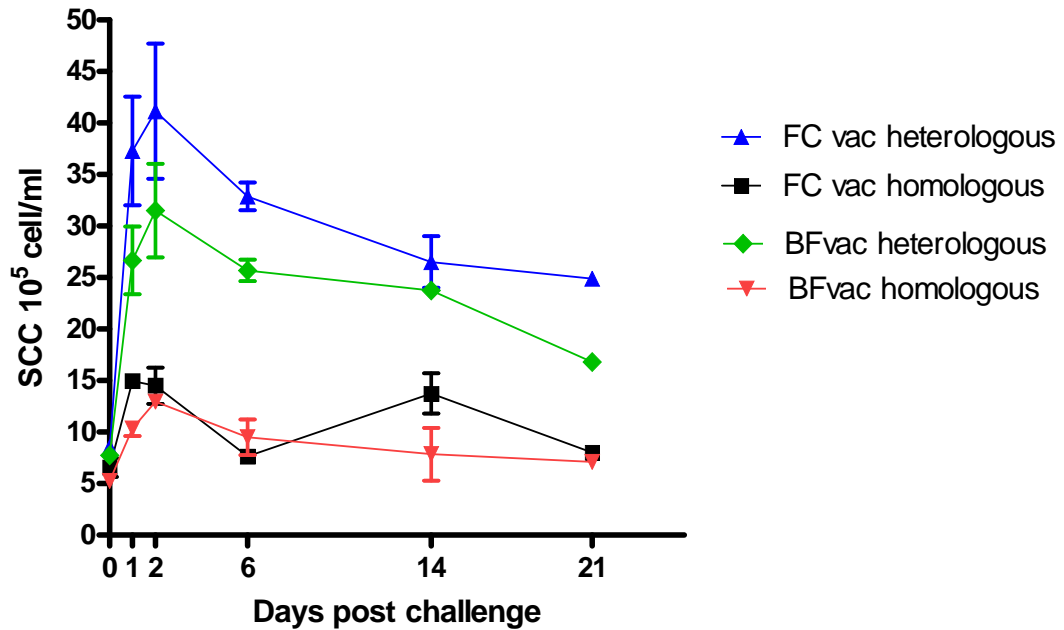 50
45
40
35
30
25
20
15
10
5
0
SCC 10⁵ cell/ml
0 1 2 6 14 21
Days post challenge
FC vac heterologous
FC vac homologous
BFvac heterologous
BFvac homologous